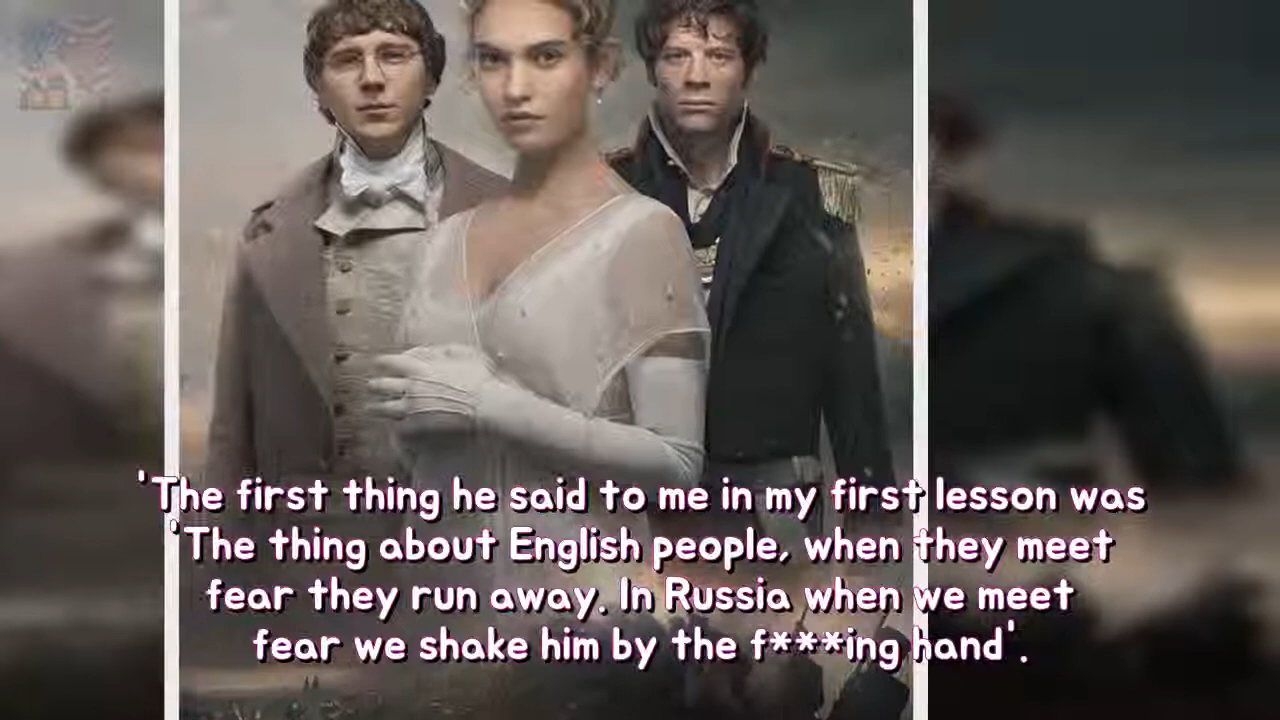 'The first thing he said to me in my first lesson was
'The thing about English people, when they meet
fear they run away. In Russia when we meet
fear we shake him by the f***ing hand'.